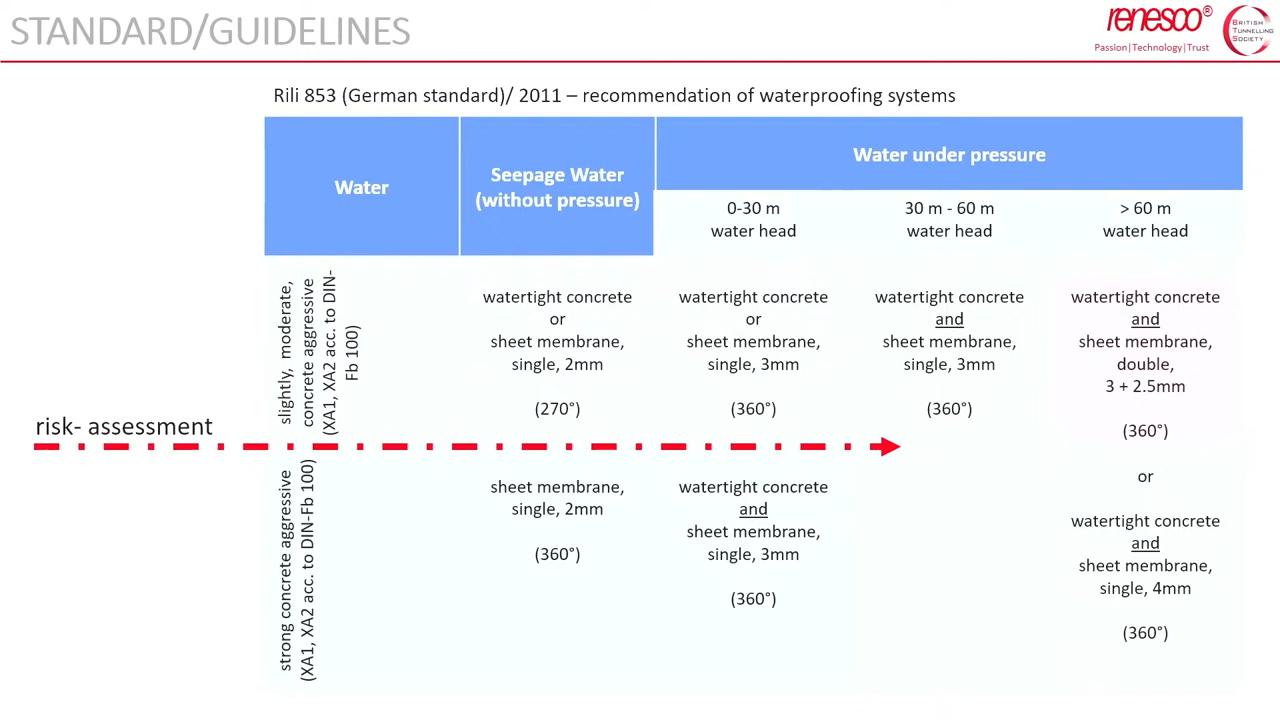 STANDARD/GUIDELINES
renesco®
Passion|Technology|Trust
BRITISH
TUNNELLING
SOCIETY
Rili 853 (German standard)/ 2011 – recommendation of waterproofing systems
Water
Seepage Water
(without pressure)
Water under pressure
0-30 m
water head
30 m - 60 m
water head
> 60 m
water head
slightly, moderate,
concrete aggressive
(XA1, XA2 acc. to DIN-
Fb 100)
watertight concrete
or
sheet membrane,
single, 2mm
(270°)
watertight concrete
or
sheet membrane,
single, 3mm
(360°)
watertight concrete
and
sheet membrane,
single, 3mm
(360°)
watertight concrete
and
sheet membrane,
double,
3 + 2.5mm
(360°)
or
watertight concrete
and
sheet membrane,
single, 4mm
(360°)
risk- assessment
strong concrete aggressive
(XA1, XA2 acc. to DIN-Fb 100)
sheet membrane,
single, 2mm
(360°)
watertight concrete
and
sheet membrane,
single, 3mm
(360°)